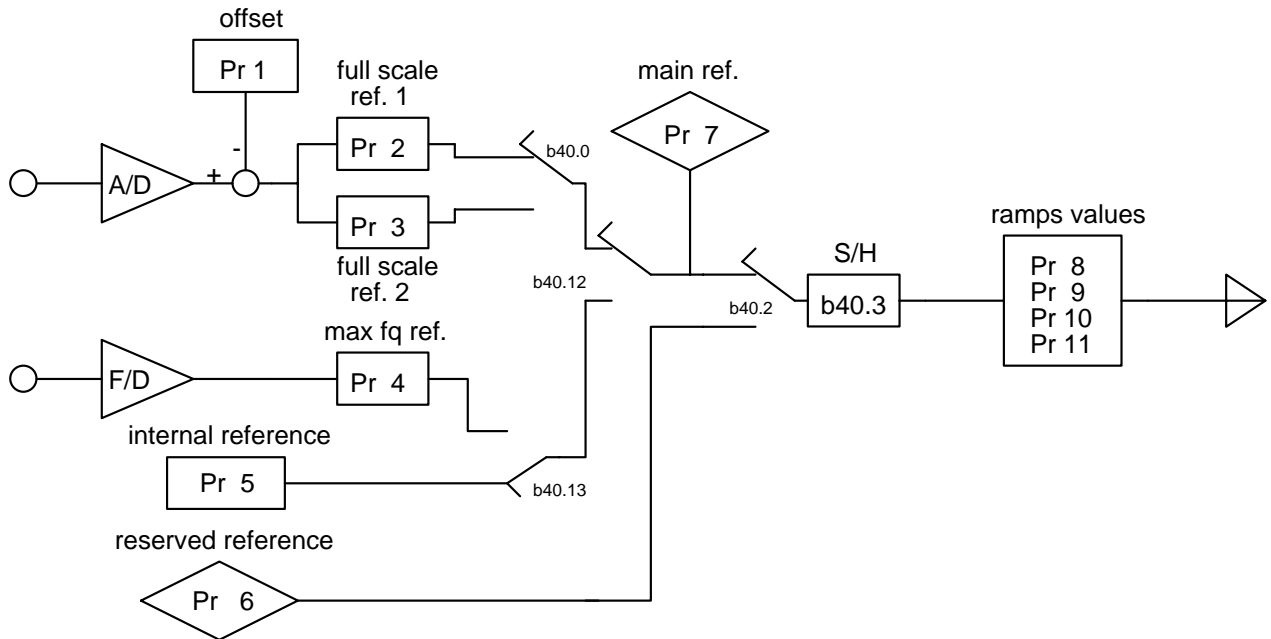 offset
Pr 1
full scale
ref. 1
main ref.
Pr 2
b40.0
Pr 7
A/D
+
-
Pr 3
full scale
ref. 2
ramps values
S/H
b40.12
b40.2
b40.3
Pr 8
Pr 9
Pr 10
Pr 11
max fq ref.
F/D
Pr 4
internal reference
Pr 5
b40.13
reserved reference
Pr 6